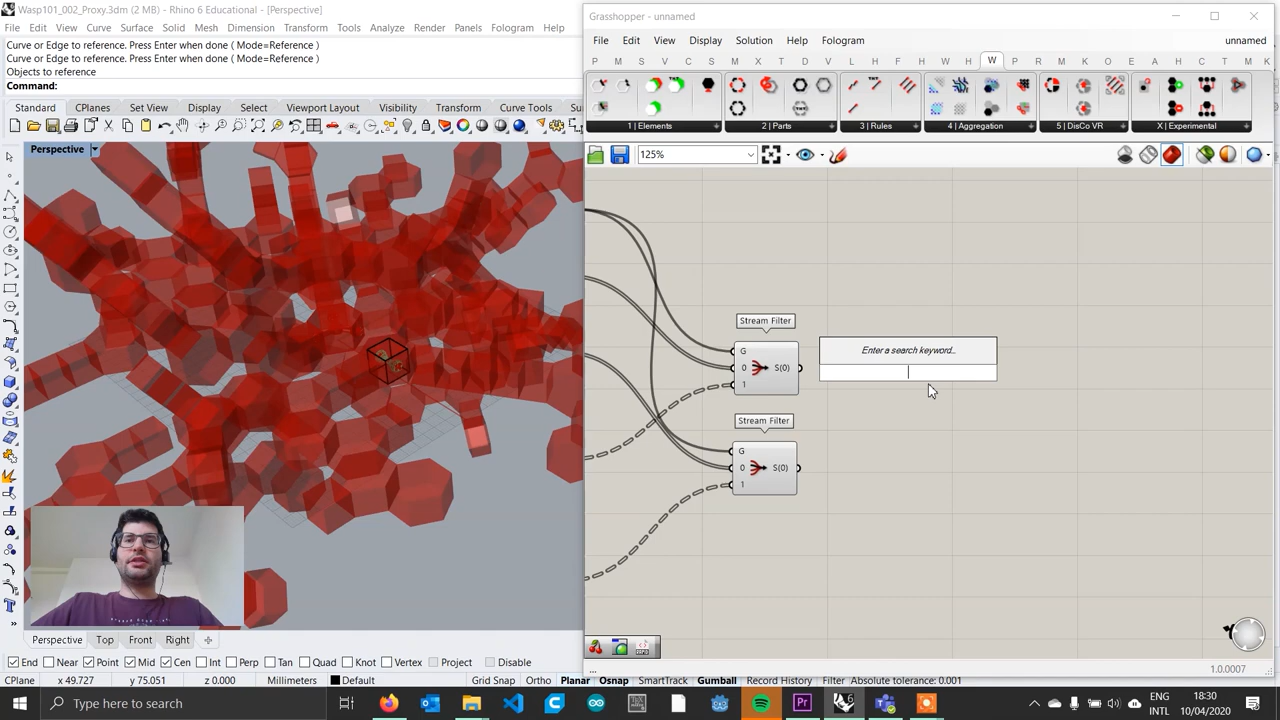 Wasp101_002_Proxy.3dm (2 MB) - Rhino 6 Educational - [Perspective]
File Edit View Curve Surface Solid Mesh Dimension Transform Tools Analyze Render Panels Fologram
Curve or Edge to reference. Press Enter when done ( Mode=Reference )
Curve or Edge to reference. Press Enter when done ( Mode=Reference )
Objects to reference
Command:
Standard CPlanes Set View Display Select Viewport Layout Visibility Transform Curve Tools Su
Perspective
Perspective Top Front Right
End Near Point Mid Cen Int Perp Tan Quad Knot Vertex Project Disable
CPlane x 49.727 y 75.051 z 0.000 Millimeters Default Grid Snap Ortho Planar Osnap SmartTrack Gumball Record History Filter Absolute tolerance: 0.001
Grasshopper - unnamed
File Edit View Display Solution Help Fologram unnamed
P M S V C S M X P D U B L H F H A W H W P L D E A H C K
1 | Elements 2 | Parts 3 | Rules 4 | Aggregation 5 | DisCo VR X | Experimental
125%
Stream Filter
G
0 S(0)
1
Enter a search keyword...
Stream Filter
G
0 S(0)
1
...
1.0.0007
Type here to search
ENG
INTL
18:30
10/04/2020